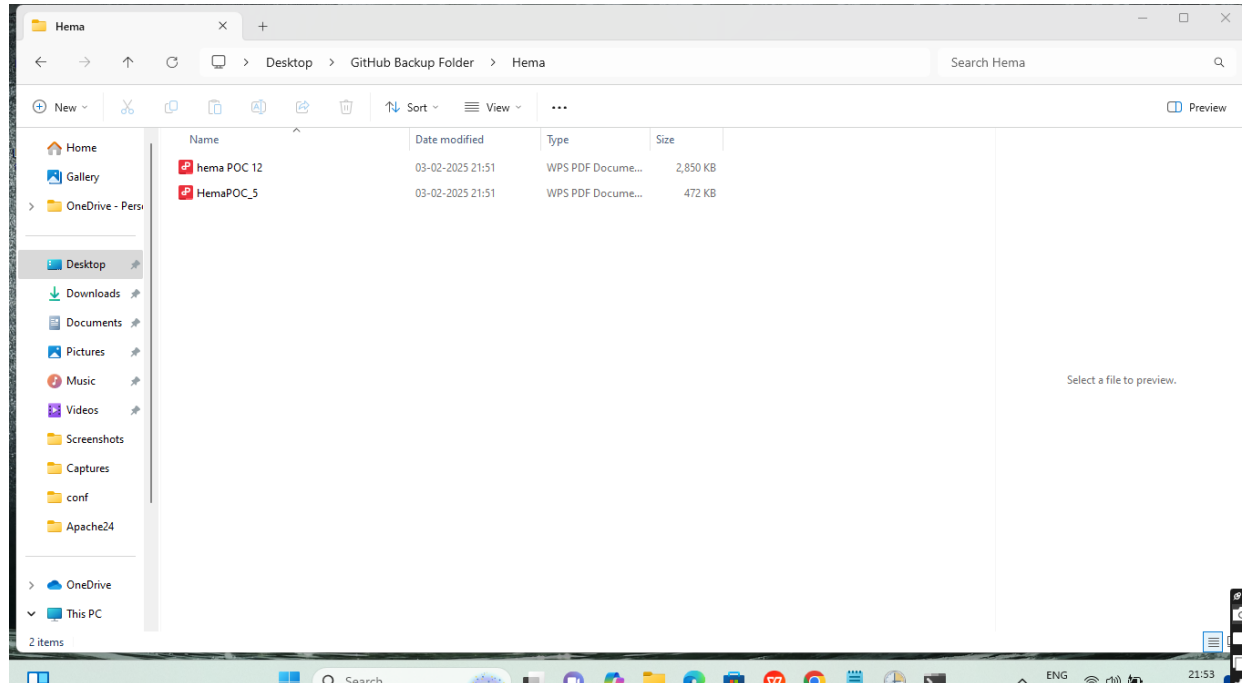 Hema
Desktop > GitHub Backup Folder > Hema
Search Hema
New
Sort
View
...
Preview
Name
Date modified
Type
Size
hema POC 12
03-02-2025 21:51
WPS PDF Docume...
2,850 KB
HemaPOC_5
03-02-2025 21:51
WPS PDF Docume...
472 KB
Home
Gallery
OneDrive - Pers
Desktop
Downloads
Documents
Pictures
Music
Videos
Screenshots
Captures
conf
Apache24
OneDrive
This PC
Select a file to preview.
2 items
Search
ENG
21:53